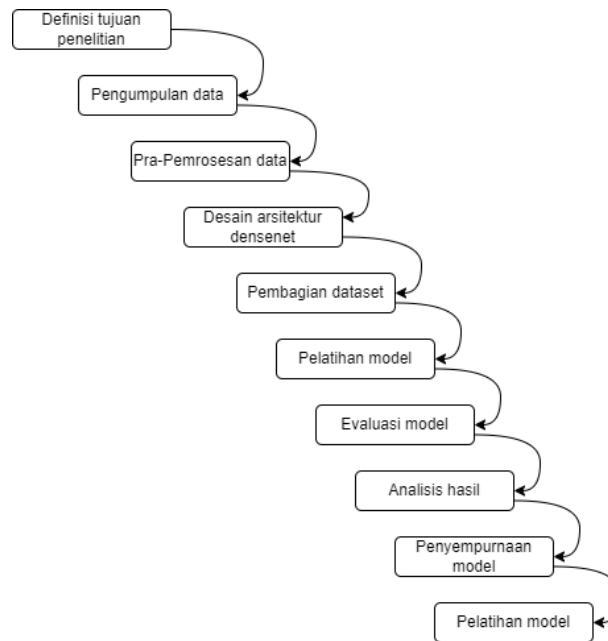 Definisi tujuan
penelitian
Pengumpulan data
Pra-Pemrosesan data
Desain arsitektur
densenet
Pembagian dataset
Pelatihan model
Evaluasi model
Analisis hasil
Penyempurnaan
model
Pelatihan model